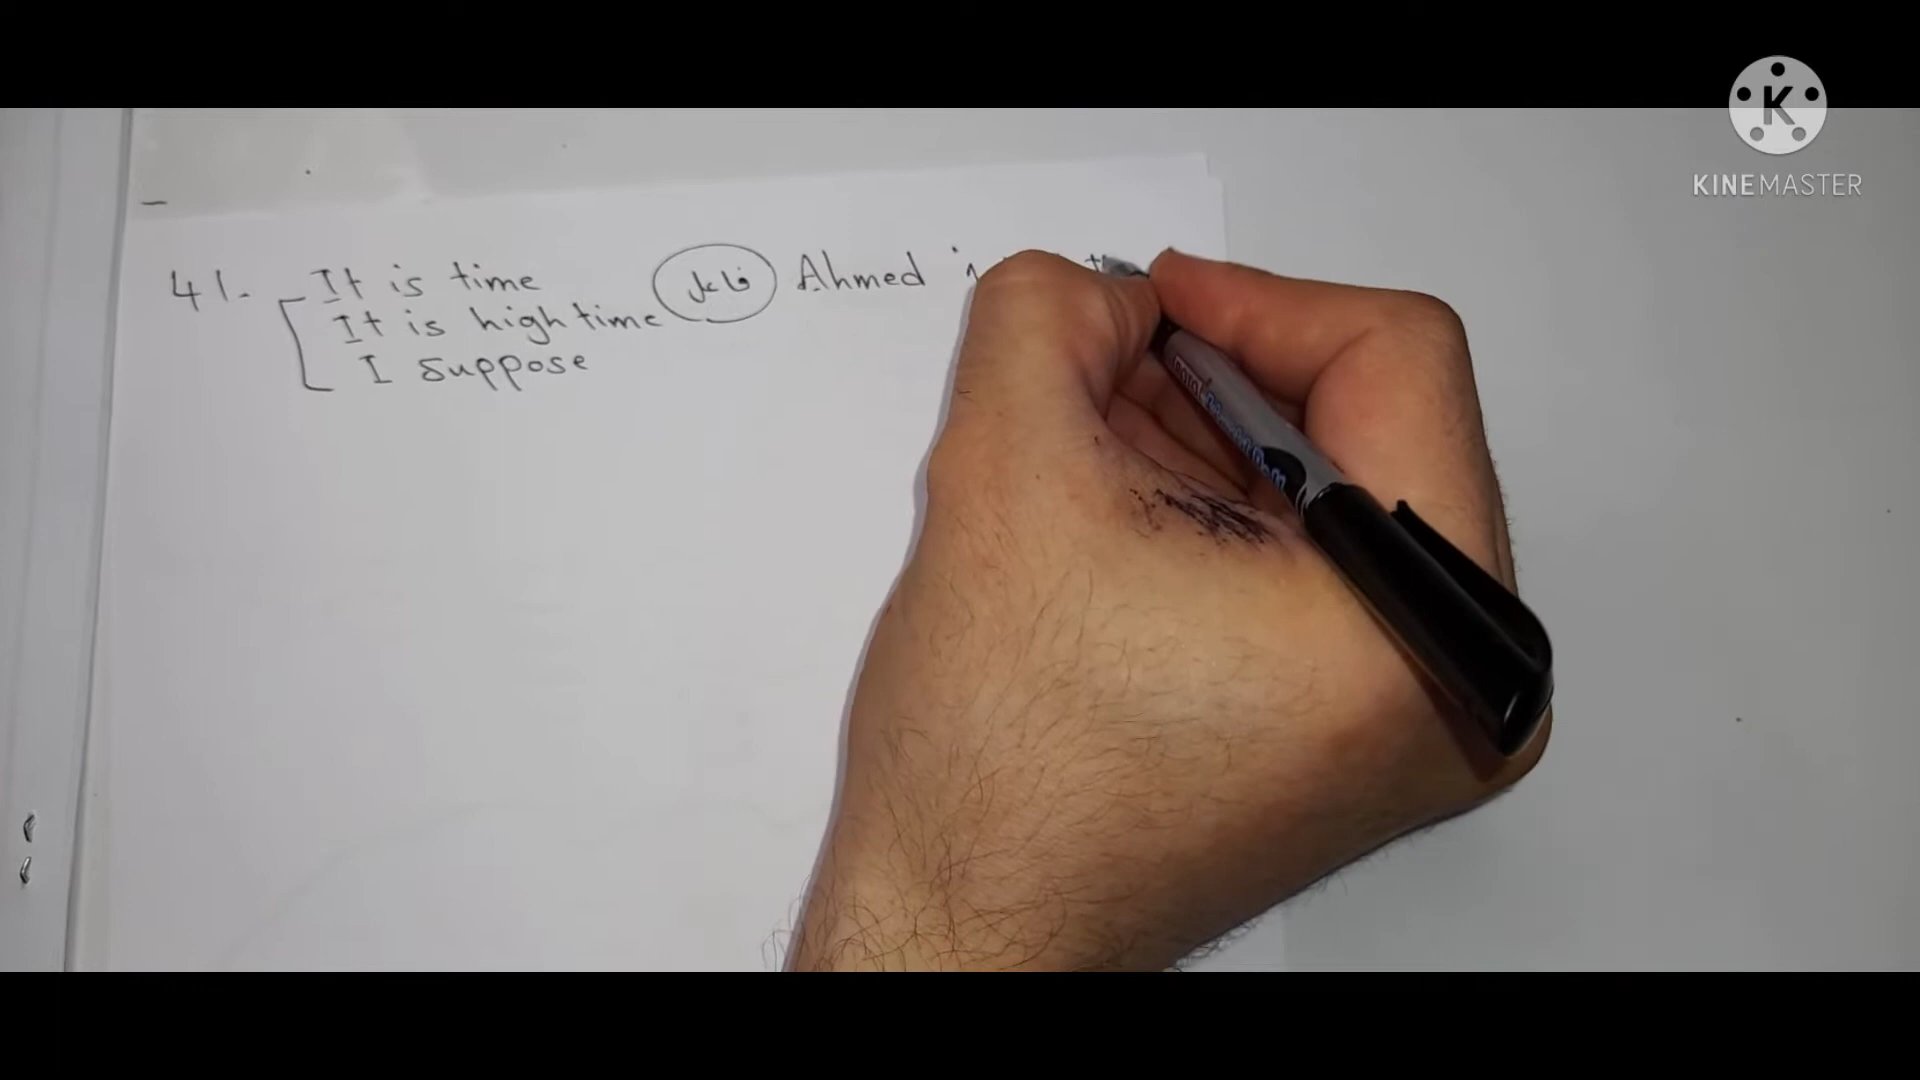 41. It is time فاعل Ahmed
It is high time
I suppose
K
KINEMASTER